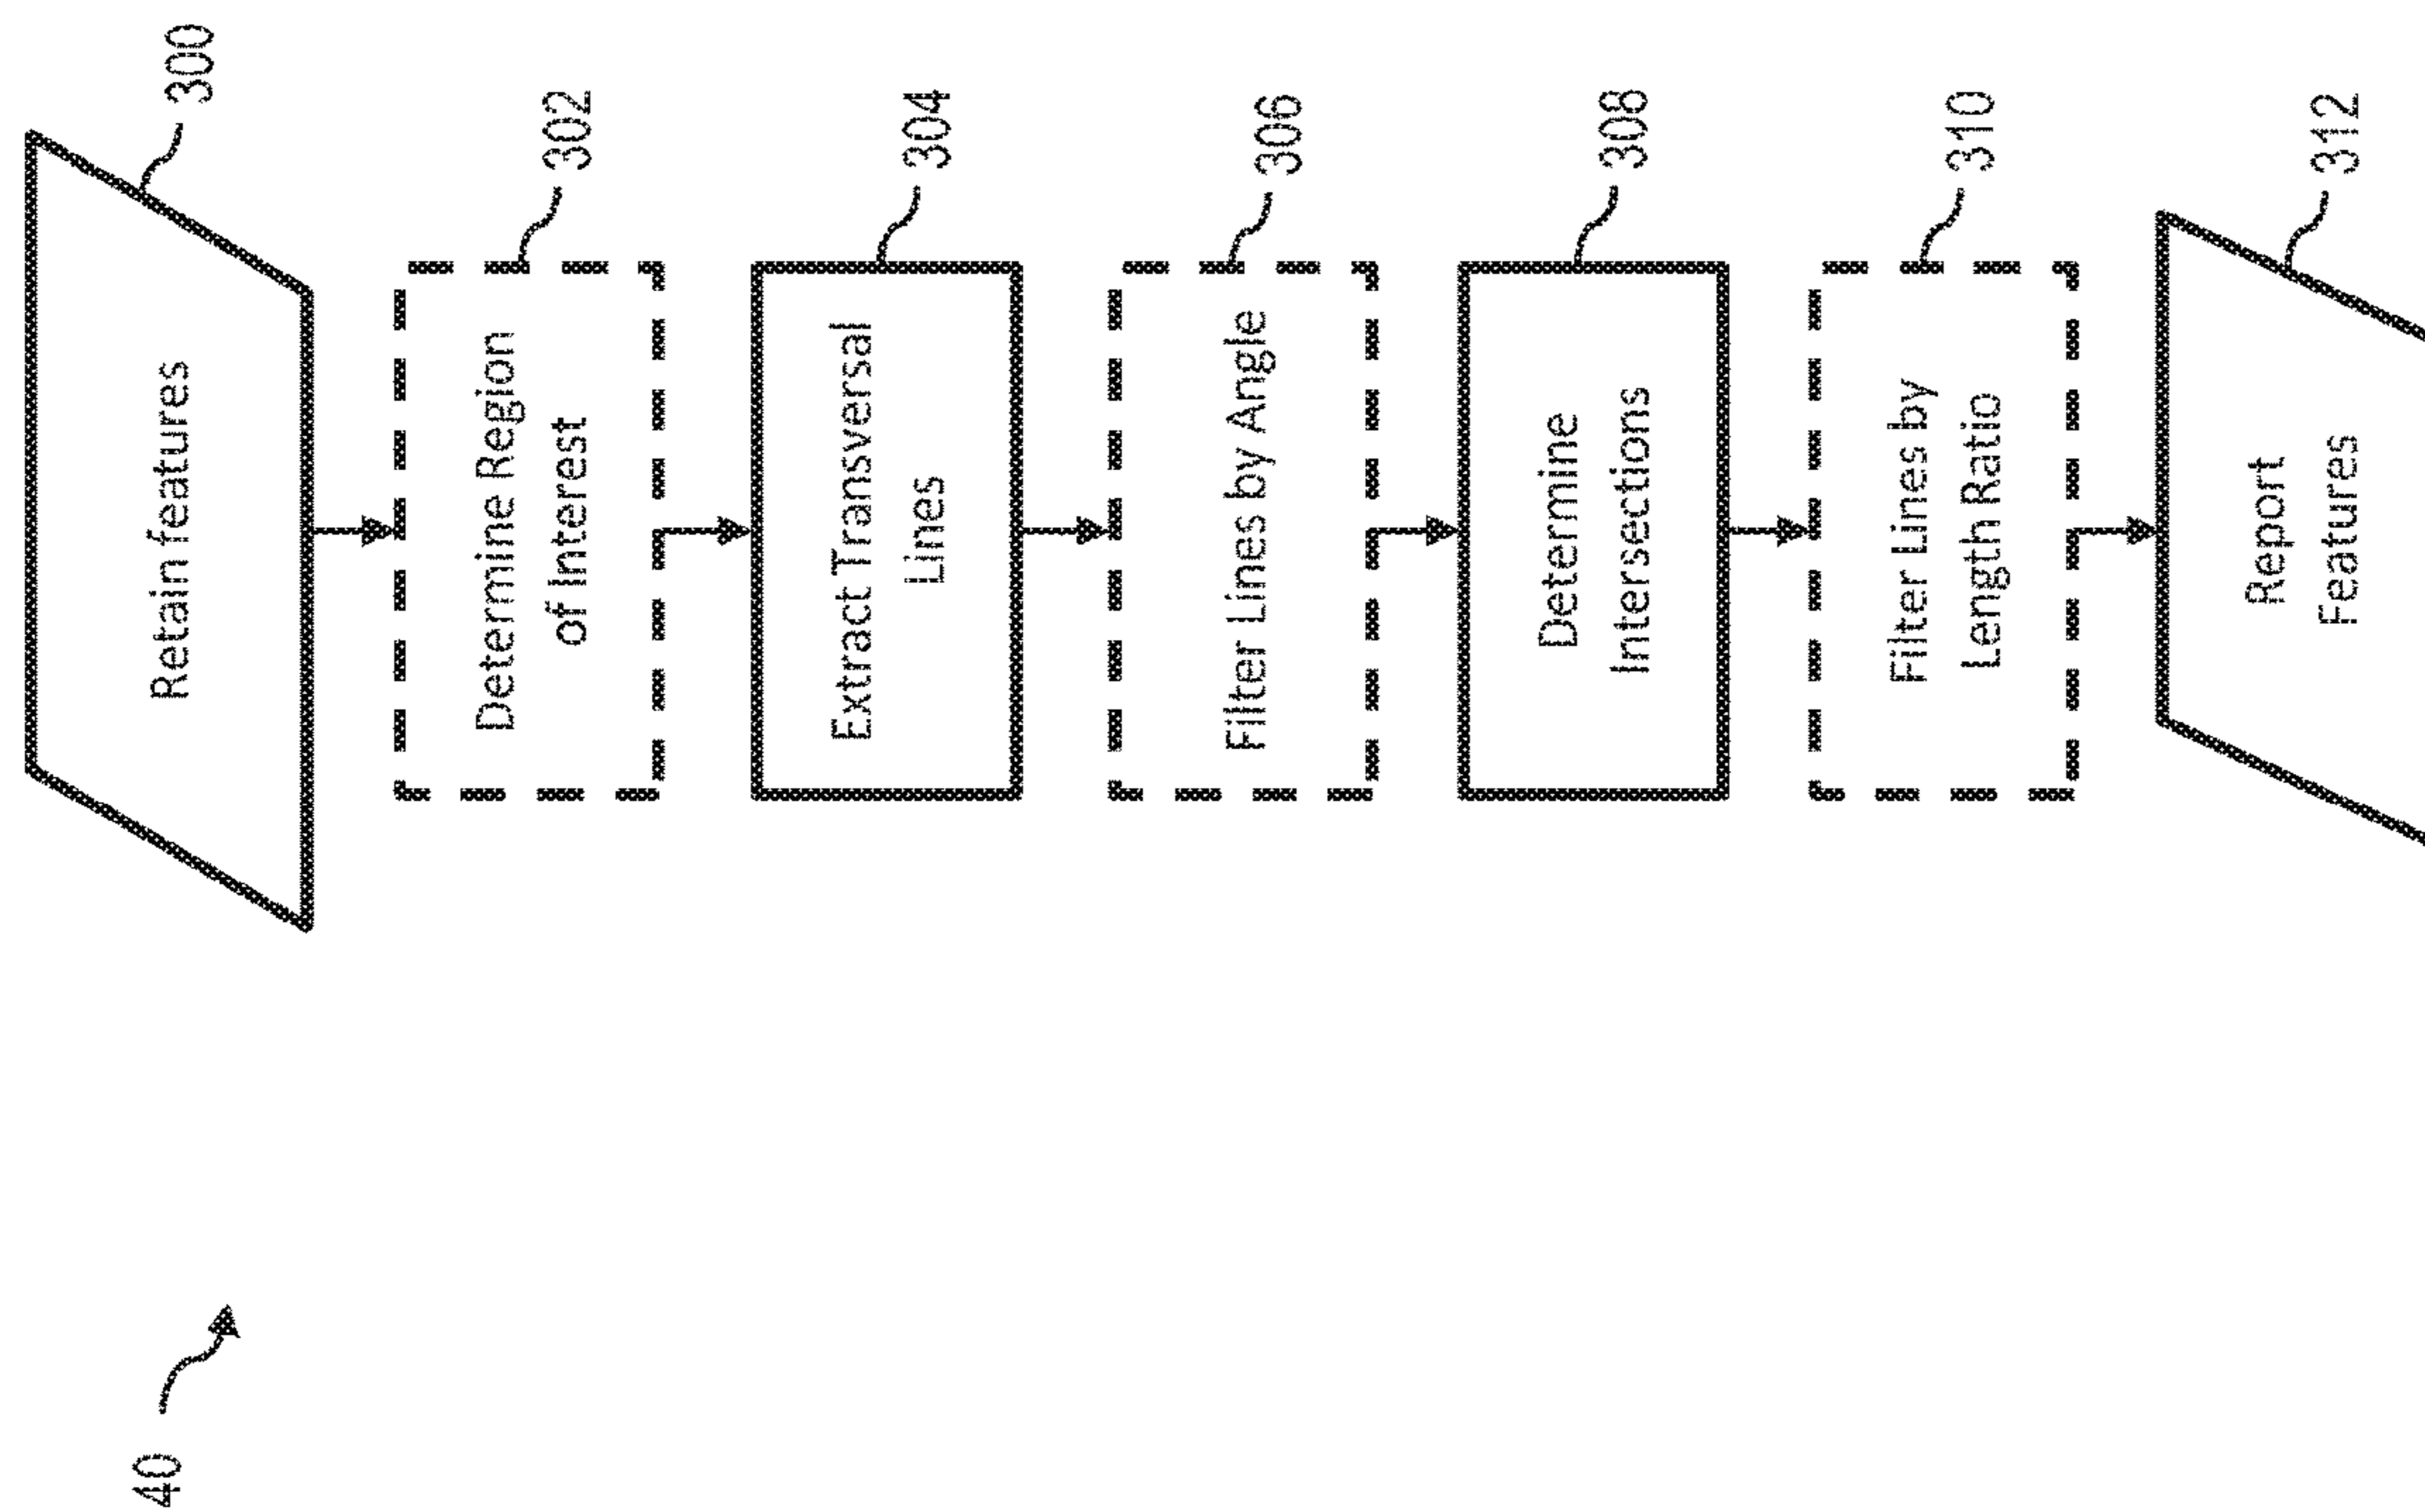 40
Retain features
300
Determine Region
of Interest
302
Extract Transversal
Lines
304
Filter Lines by Angle
306
Determine
Intersections
308
Filter Lines by
Length Ratio
310
Report
Features
312